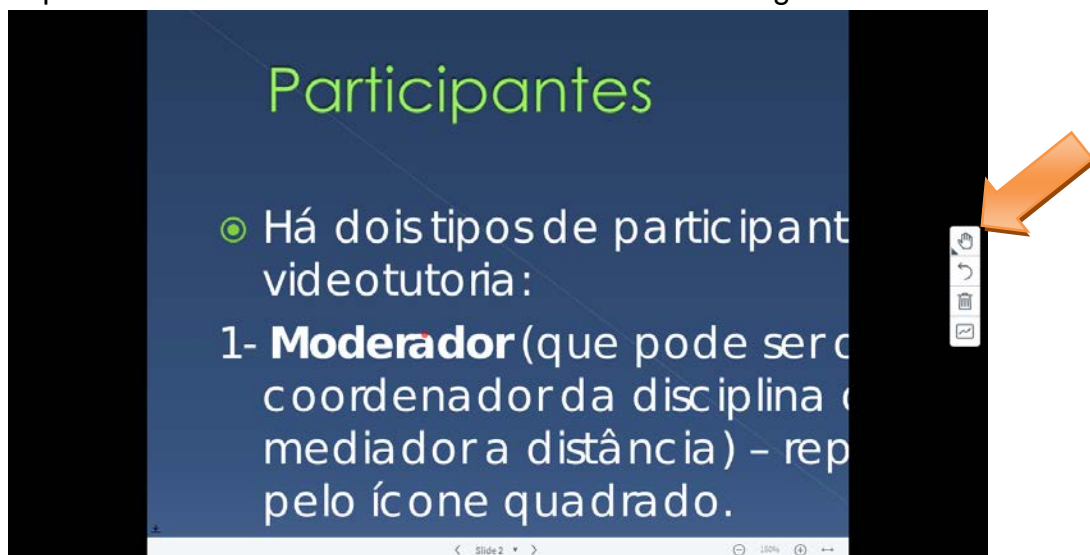 Participantes
Há dois tipos de participant
videotutoria:
1- Moderador (que pode ser
coordenador da disciplina
mediador a distância) – rep
pelo ícone quadrado.
Slide 2
150%